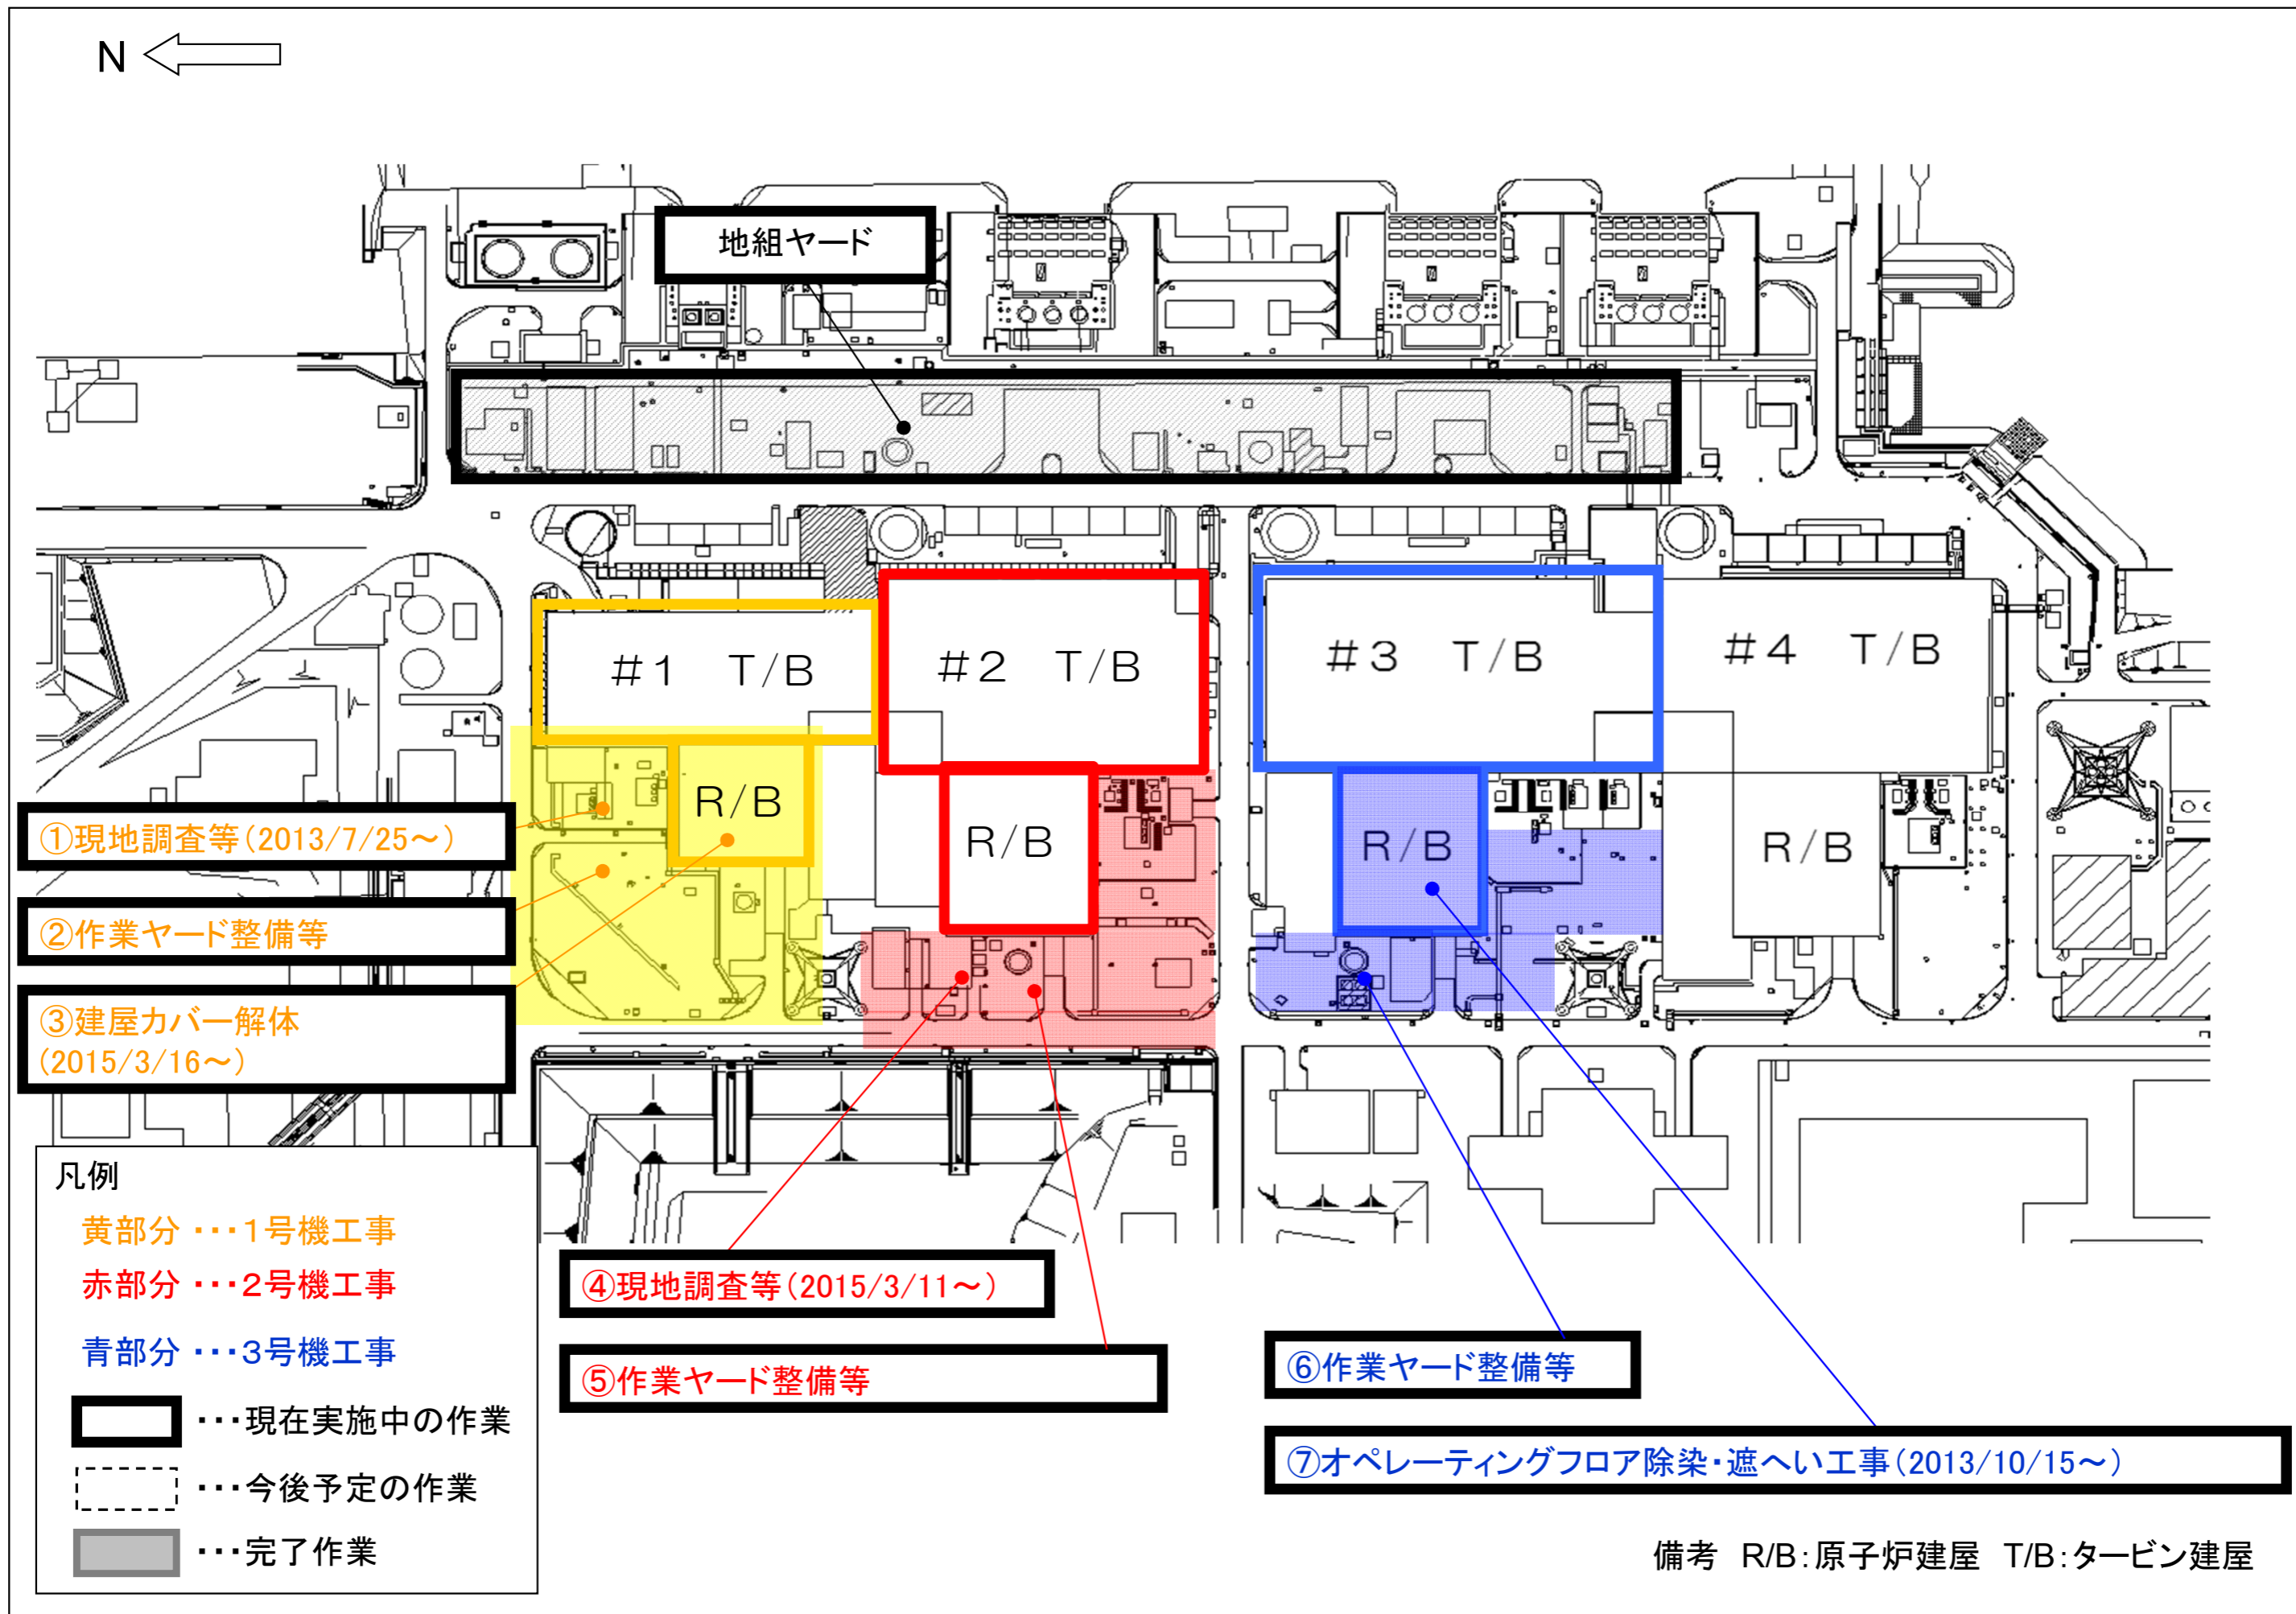 N
地組ヤード
#1 T/B
#2 T/B
#3 T/B
#4 T/B
R/B
R/B
R/B
R/B
①現地調査等(2013/7/25～)
②作業ヤード整備等
③建屋カバー解体
(2015/3/16～)
④現地調査等(2015/3/11～)
⑤作業ヤード整備等
⑥作業ヤード整備等
⑦オペレーティングフロア除染・遮へい工事(2013/10/15～)
凡例
黄部分 ・・・1号機工事
赤部分 ・・・2号機工事
青部分 ・・・3号機工事
・・・現在実施中の作業
・・・今後予定の作業
・・・完了作業
備考 R/B:原子炉建屋 T/B:タービン建屋